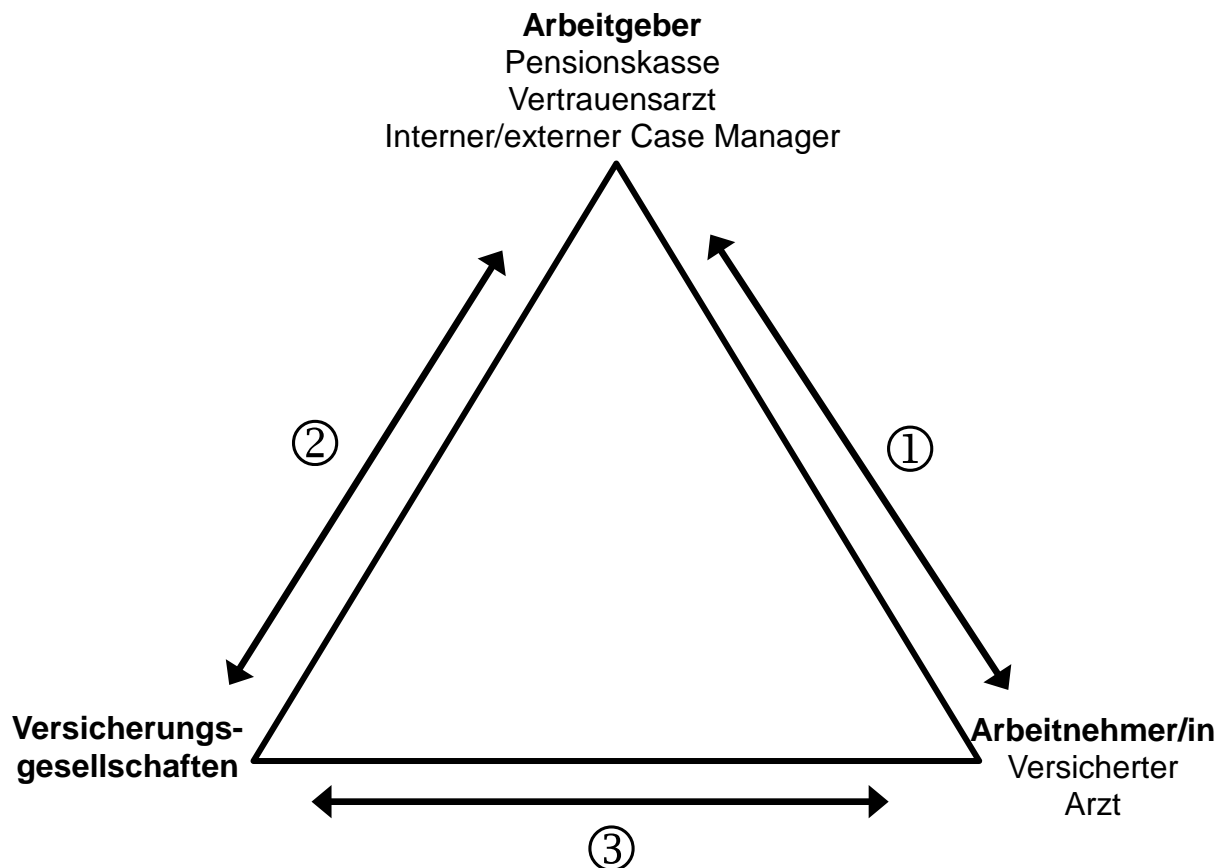 Arbeitgeber
Pensionskasse
Vertrauensarzt
Interner/externer Case Manager
②
①
Versicherungs-
gesellschaften
Arbeitnehmer/in
Versicherter
Arzt
③